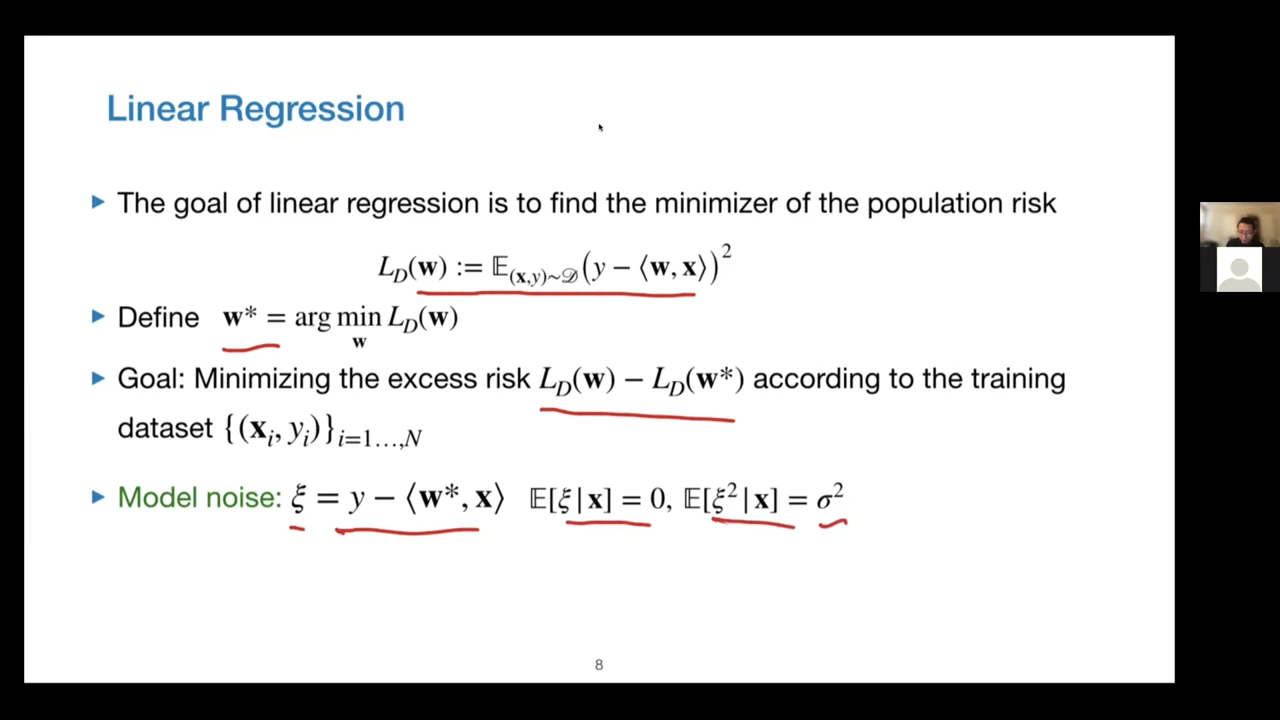 Linear Regression
The goal of linear regression is to find the minimizer of the population risk
L_D(w) := 𝔼_{(x,y)∼𝒟}(y − ⟨w, x⟩)^2
Define w* = arg min_w L_D(w)
Goal: Minimizing the excess risk L_D(w) − L_D(w*) according to the training
dataset {(x_i, y_i)}_{i=1…,N}
Model noise: ξ = y − ⟨w*, x⟩ 𝔼[ξ|x] = 0, 𝔼[ξ^2|x] = σ^2
8